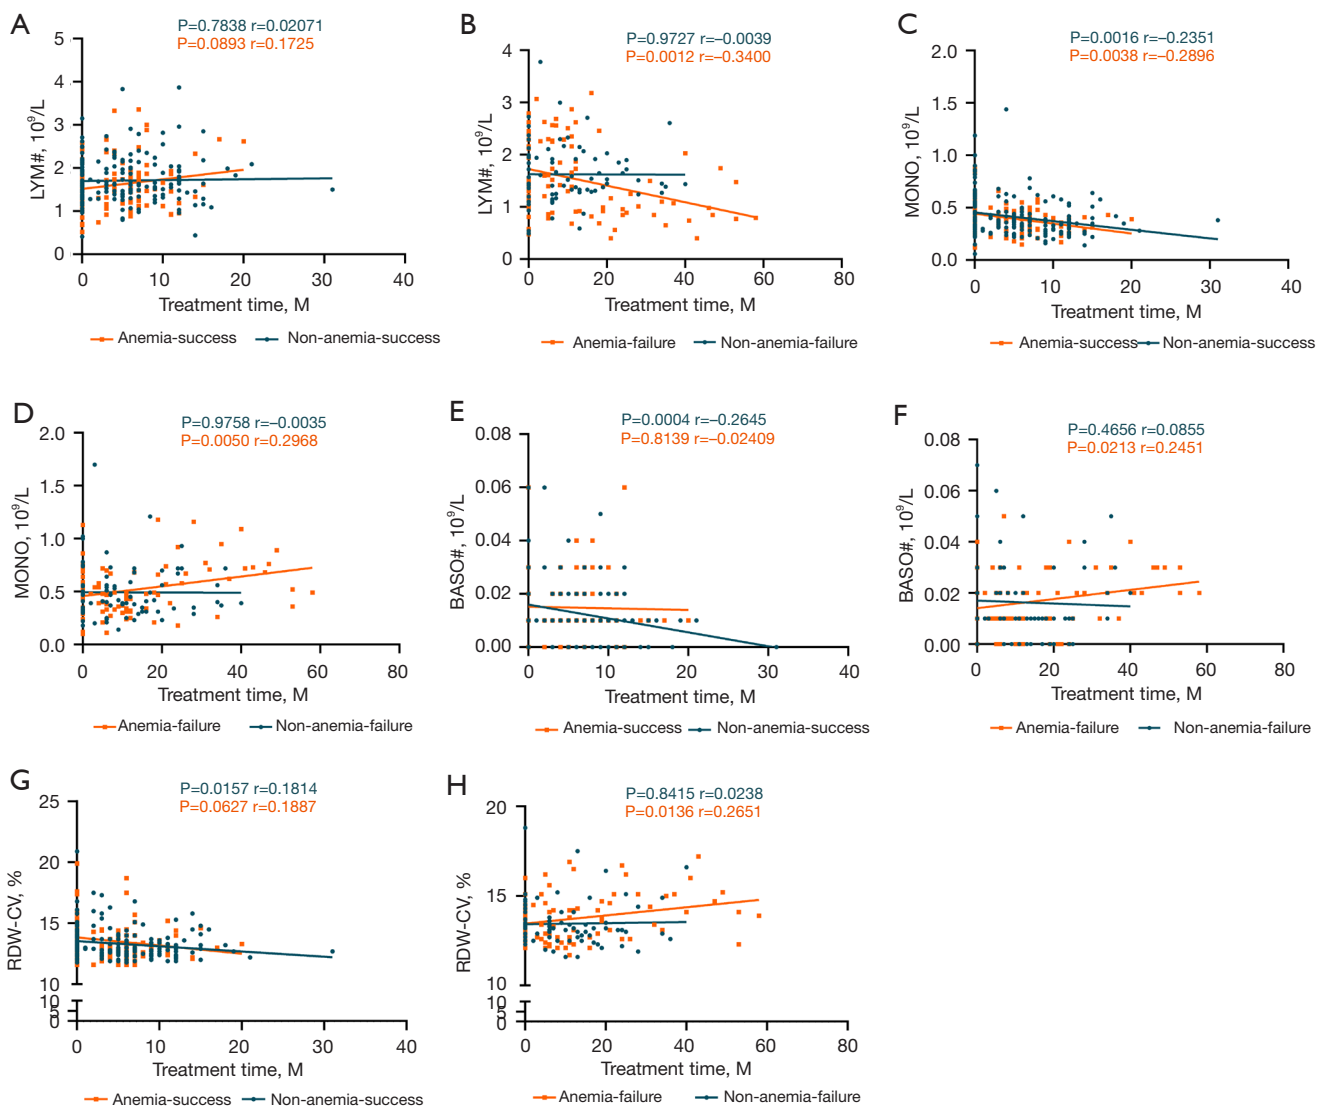 A
P=0.7838 r=0.02071
P=0.0893 r=0.1725
LYM#, 10⁹/L
5
4
3
2
1
0
0 10 20 30 40
Treatment time, M
Anemia-success Non-anemia-success
B
P=0.9727 r=–0.0039
P=0.0012 r=–0.3400
LYM#, 10⁹/L
4
3
2
1
0
0 20 40 60 80
Treatment time, M
Anemia-failure Non-anemia-failure
C
P=0.0016 r=–0.2351
P=0.0038 r=–0.2896
MONO, 10⁹/L
2.0
1.5
1.0
0.5
0.0
0 10 20 30 40
Treatment time, M
Anemia-success Non-anemia-success
D
P=0.9758 r=–0.0035
P=0.0050 r=0.2968
MONO, 10⁹/L
2.0
1.5
1.0
0.5
0.0
0 20 40 60 80
Treatment time, M
Anemia-failure Non-anemia-failure
E
P=0.0004 r=–0.2645
P=0.8139 r=–0.02409
BASO#, 10⁹/L
0.08
0.06
0.04
0.02
0.00
0 10 20 30 40
Treatment time, M
Anemia-success Non-anemia-success
F
P=0.4656 r=0.0855
P=0.0213 r=0.2451
BASO#, 10⁹/L
0.08
0.06
0.04
0.02
0.00
0 20 40 60 80
Treatment time, M
Anemia-failure Non-anemia-failure
G
P=0.0157 r=0.1814
P=0.0627 r=0.1887
RDW-CV, %
25
20
15
10
10
5
0
0 10 20 30 40
Treatment time, M
Anemia-success Non-anemia-success
H
P=0.8415 r=0.0238
P=0.0136 r=0.2651
RDW-CV, %
20
15
10
10
5
0
0 20 40 60 80
Treatment time, M
Anemia-failure Non-anemia-failure